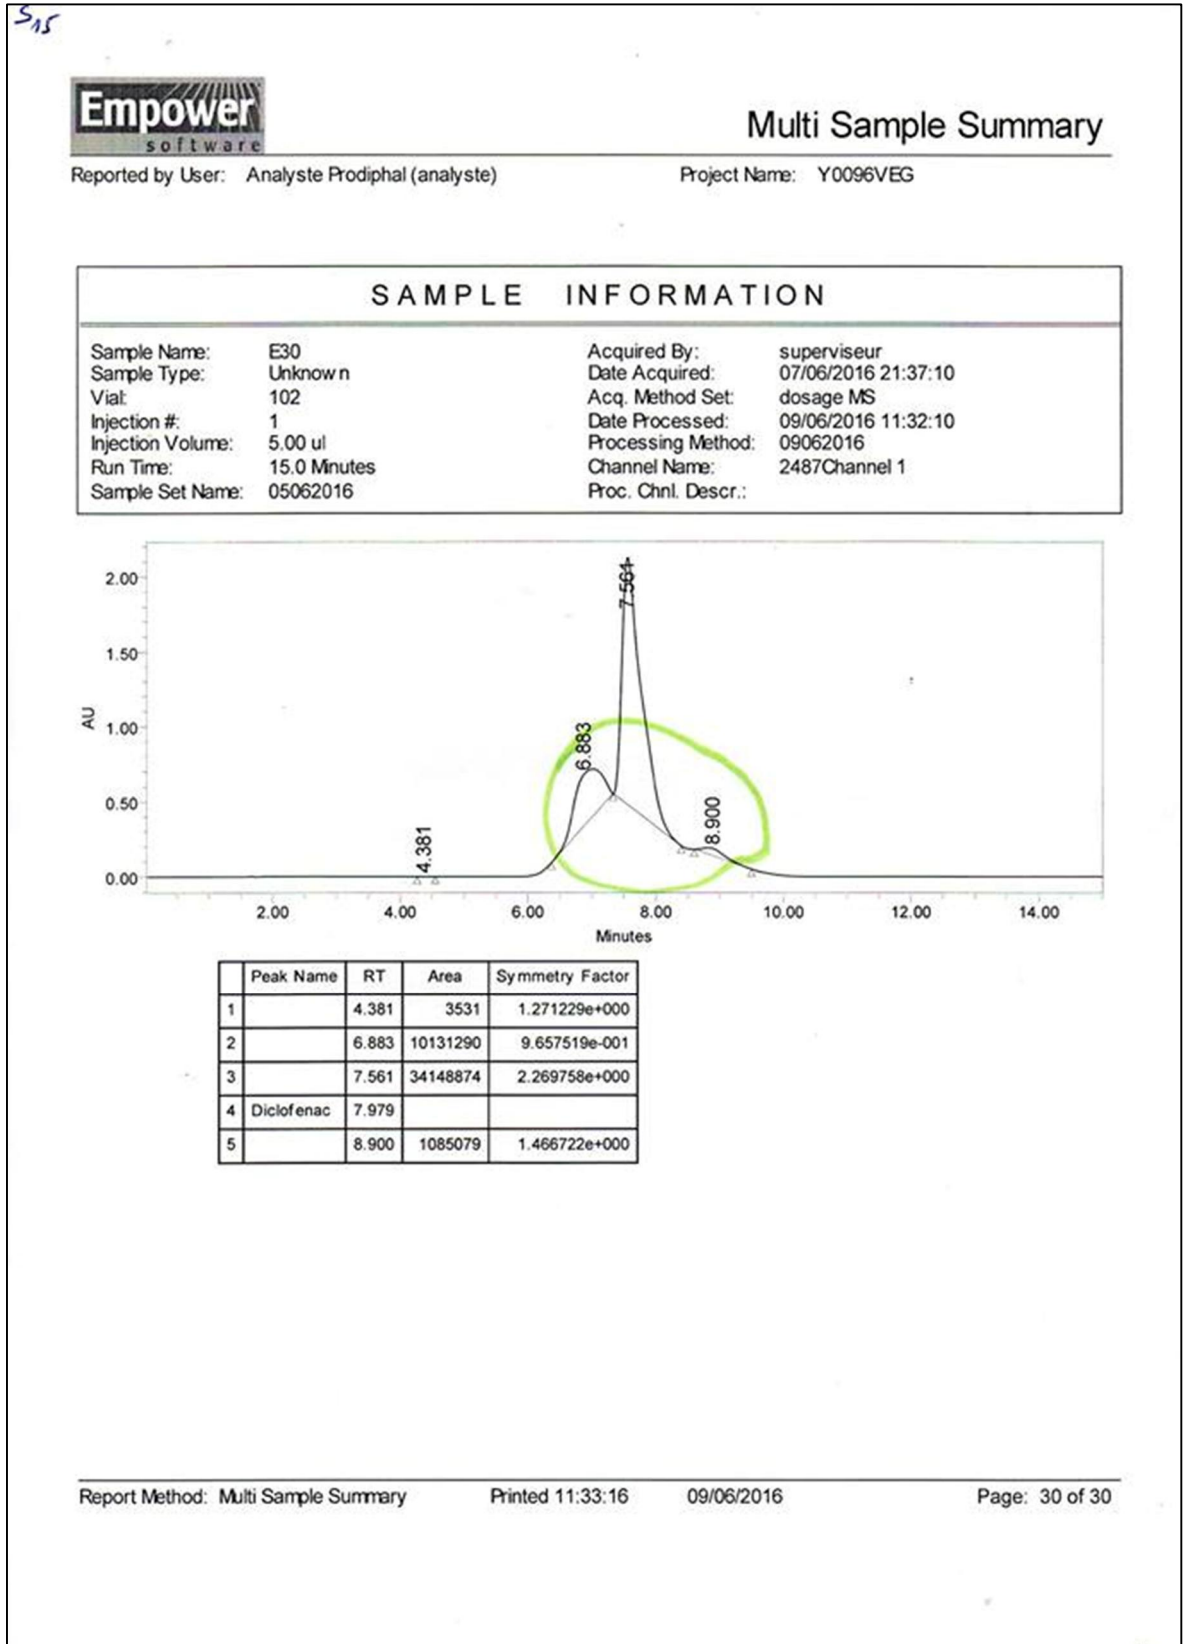 S15
Empower
software
Multi Sample Summary
Reported by User: Analyste Prodiphal (analyste) Project Name: Y0096VEG
SAMPLE INFORMATION
Sample Name: E30 Acquired By: superviseur
Sample Type: Unknown Date Acquired: 07/06/2016 21:37:10
Vial: 102 Acq. Method Set: dosage MS
Injection #: 1 Date Processed: 09/06/2016 11:32:10
Injection Volume: 5.00 ul Processing Method: 09062016
Run Time: 15.0 Minutes Channel Name: 2487Channel 1
Sample Set Name: 05062016 Proc. Chnl. Descr.:
7.561
6.883
8.900
4.381
AU
2.00
1.50
1.00
0.50
0.00
2.00 4.00 6.00 8.00 10.00 12.00 14.00
Minutes
Peak Name RT Area Symmetry Factor
1 4.381 3531 1.271229e+000
2 6.883 10131290 9.657519e-001
3 7.561 34148874 2.269758e+000
4 Diclofenac 7.979
5 8.900 1085079 1.466722e+000
Report Method: Multi Sample Summary Printed 11:33:16 09/06/2016 Page: 30 of 30